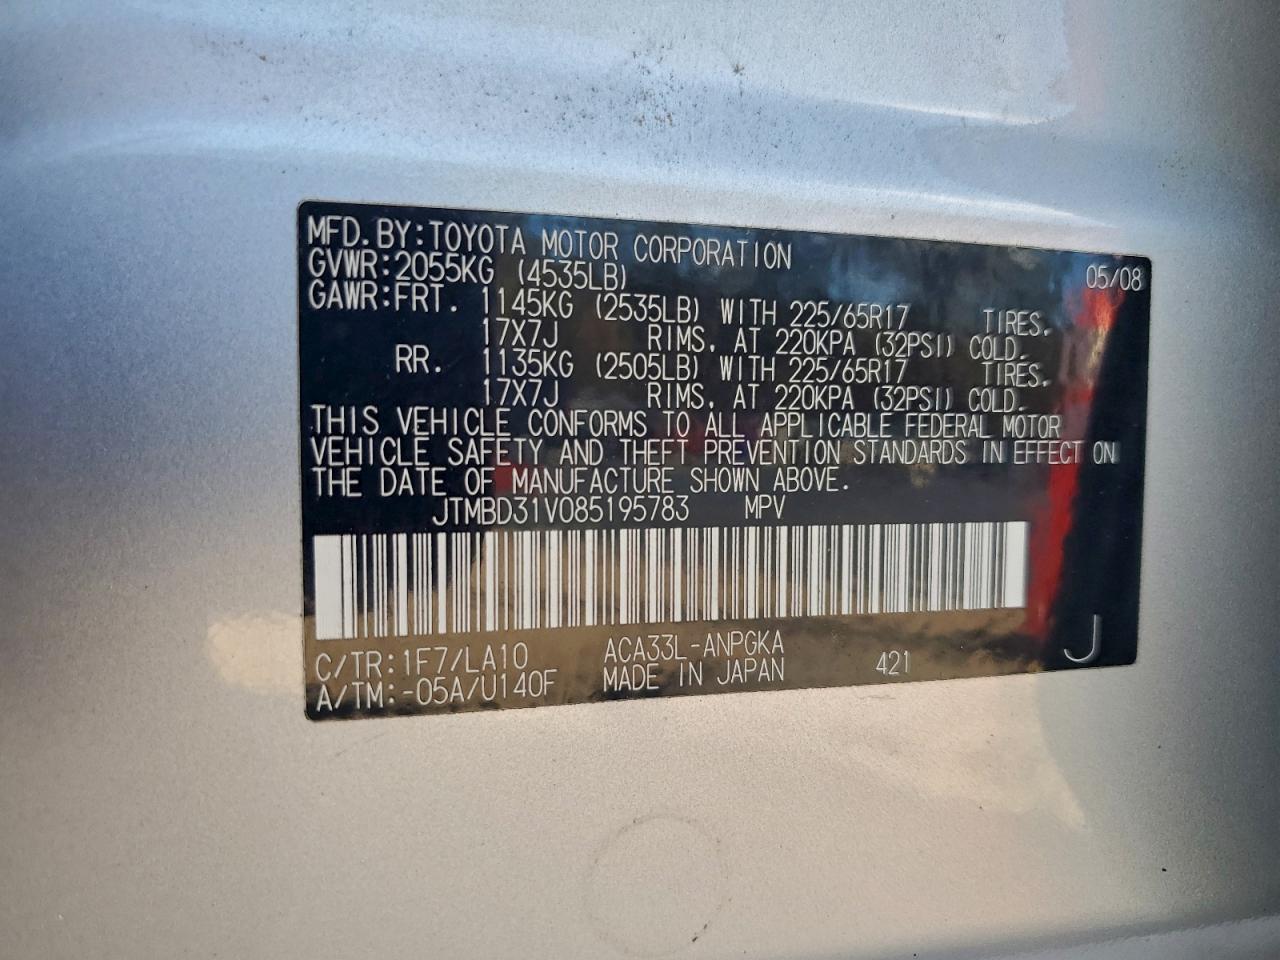 MFD. BY: TOYOTA MOTOR CORPORATION 05/08
GVWR: 2055KG (4535LB)
GAWR: FRT. 1145KG (2535LB) WITH 225/65R17 TIRES,
17X7J RIMS, AT 220KPA (32PSI) COLD.
RR. 1135KG (2505LB) WITH 225/65R17 TIRES,
17X7J RIMS, AT 220KPA (32PSI) COLD.
THIS VEHICLE CONFORMS TO ALL APPLICABLE FEDERAL MOTOR
VEHICLE SAFETY AND THEFT PREVENTION STANDARDS IN EFFECT ON
THE DATE OF MANUFACTURE SHOWN ABOVE.
JTMBD31V085195783 MPV
C/TR: 1F7/LA10 ACA33L-ANPGKA
A/TM: -05A/U140F MADE IN JAPAN 421 J